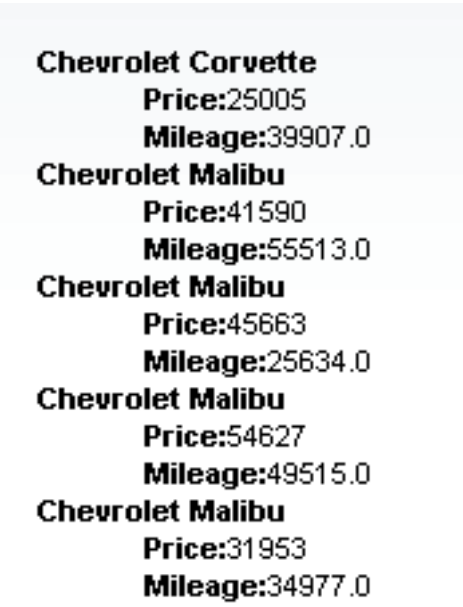 Chevrolet Corvette
Price:25005
Mileage:39907.0
Chevrolet Malibu
Price:41590
Mileage:55513.0
Chevrolet Malibu
Price:45663
Mileage:25634.0
Chevrolet Malibu
Price:54627
Mileage:49515.0
Chevrolet Malibu
Price:31953
Mileage:34977.0